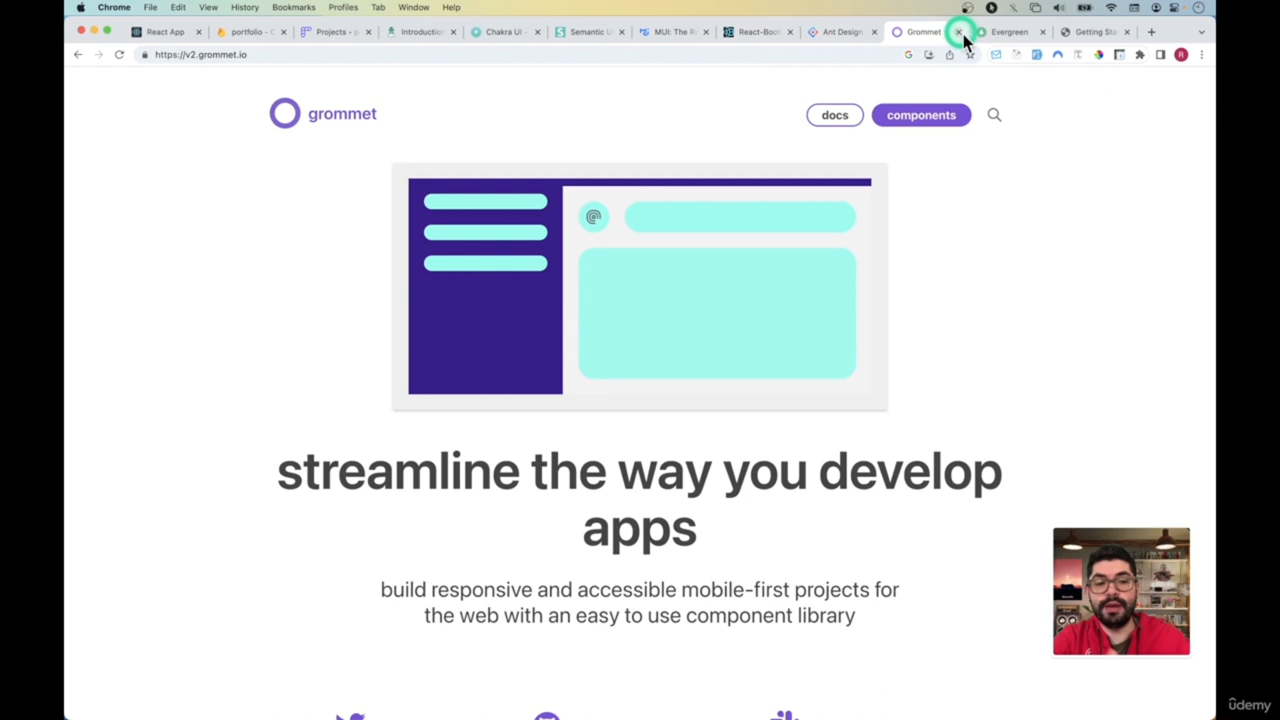 Chrome File Edit View History Bookmarks Profiles Tab Window Help
React App portfolio - Projects - p Introduction Chakra UI - Semantic U MUI: The R React-Boot Ant Design Grommet Evergreen Getting Sta
https://v2.grommet.io
grommet docs components
streamline the way you develop
apps
build responsive and accessible mobile-first projects for
the web with an easy to use component library
ûdemy